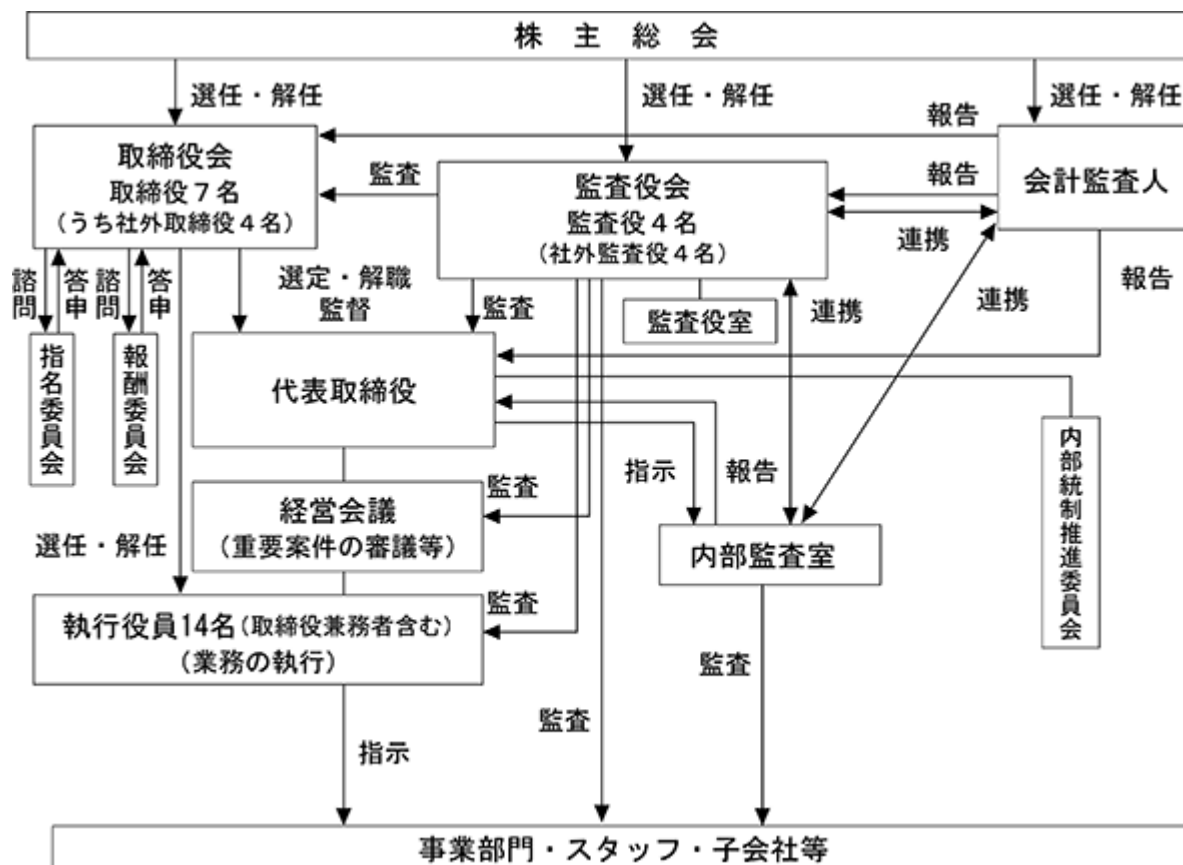 株 主 総 会
選任・解任
選任・解任
選任・解任
取締役会
取締役７名
（うち社外取締役４名）
監査
監査役会
監査役４名
（社外監査役４名）
報告
報告
連携
会計監査人
諮問
答申
諮問
答申
選定・解職
監督
監査
監査役室
連携
連携
報告
指名委員会
報酬委員会
代表取締役
内部統制推進委員会
指示
報告
監査
経営会議
（重要案件の審議等）
内部監査室
選任・解任
監査
執行役員14名（取締役兼務者含む）
（業務の執行）
監査
監査
指示
事業部門・スタッフ・子会社等